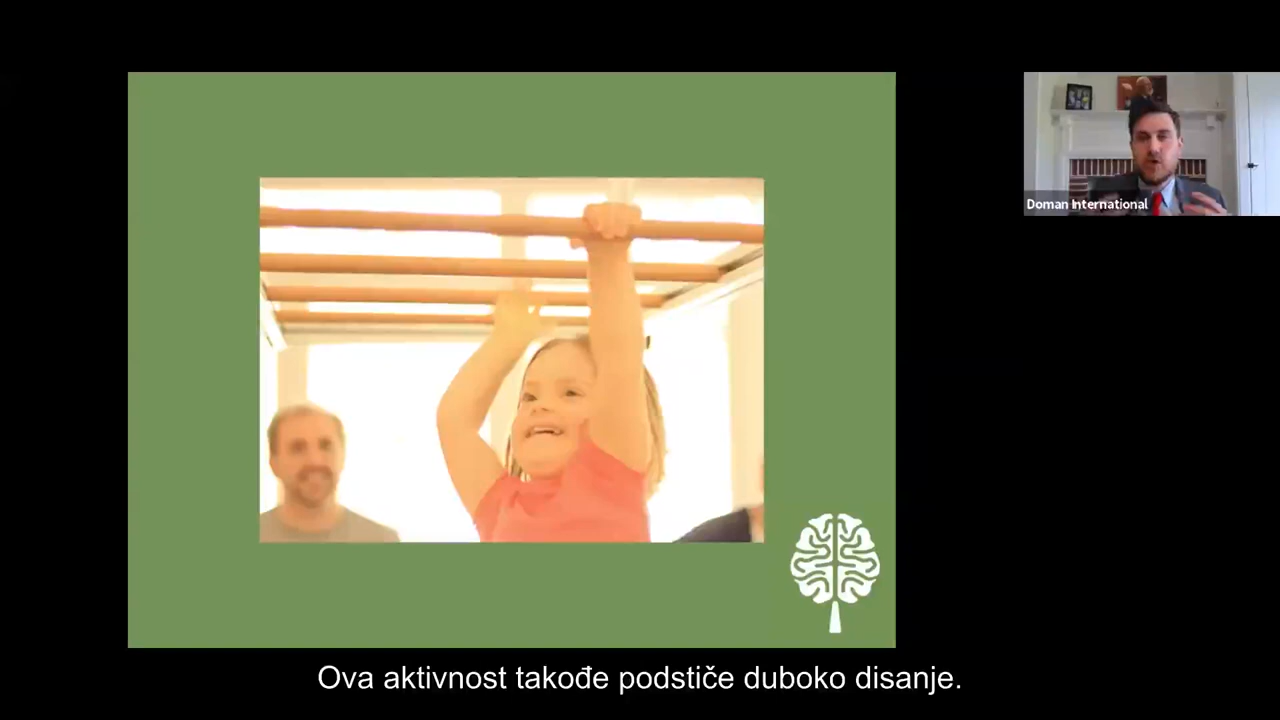 Doman International
Ova aktivnost takođe podstiče duboko disanje.